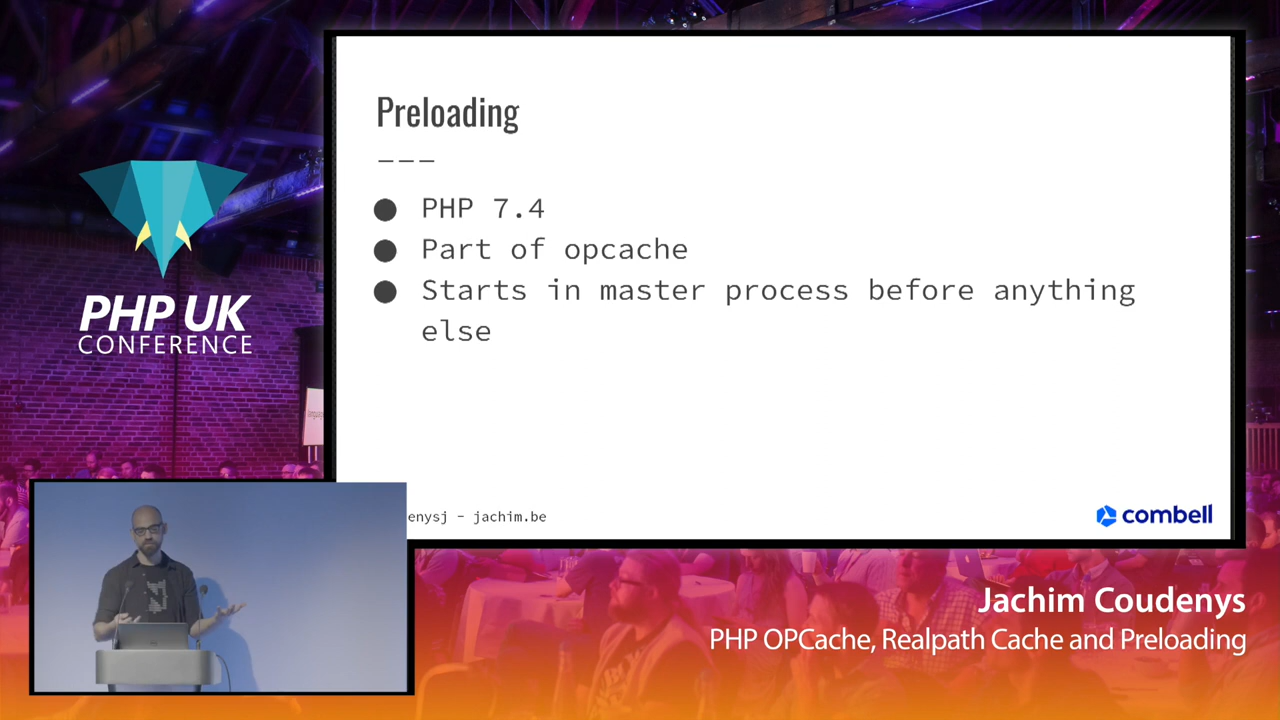 Preloading
---
● PHP 7.4
● Part of opcache
● Starts in master process before anything
else
enysj - jachim.be
combell
PHP UK
CONFERENCE
Jachim Coudenys
PHP OPCache, Realpath Cache and Preloading